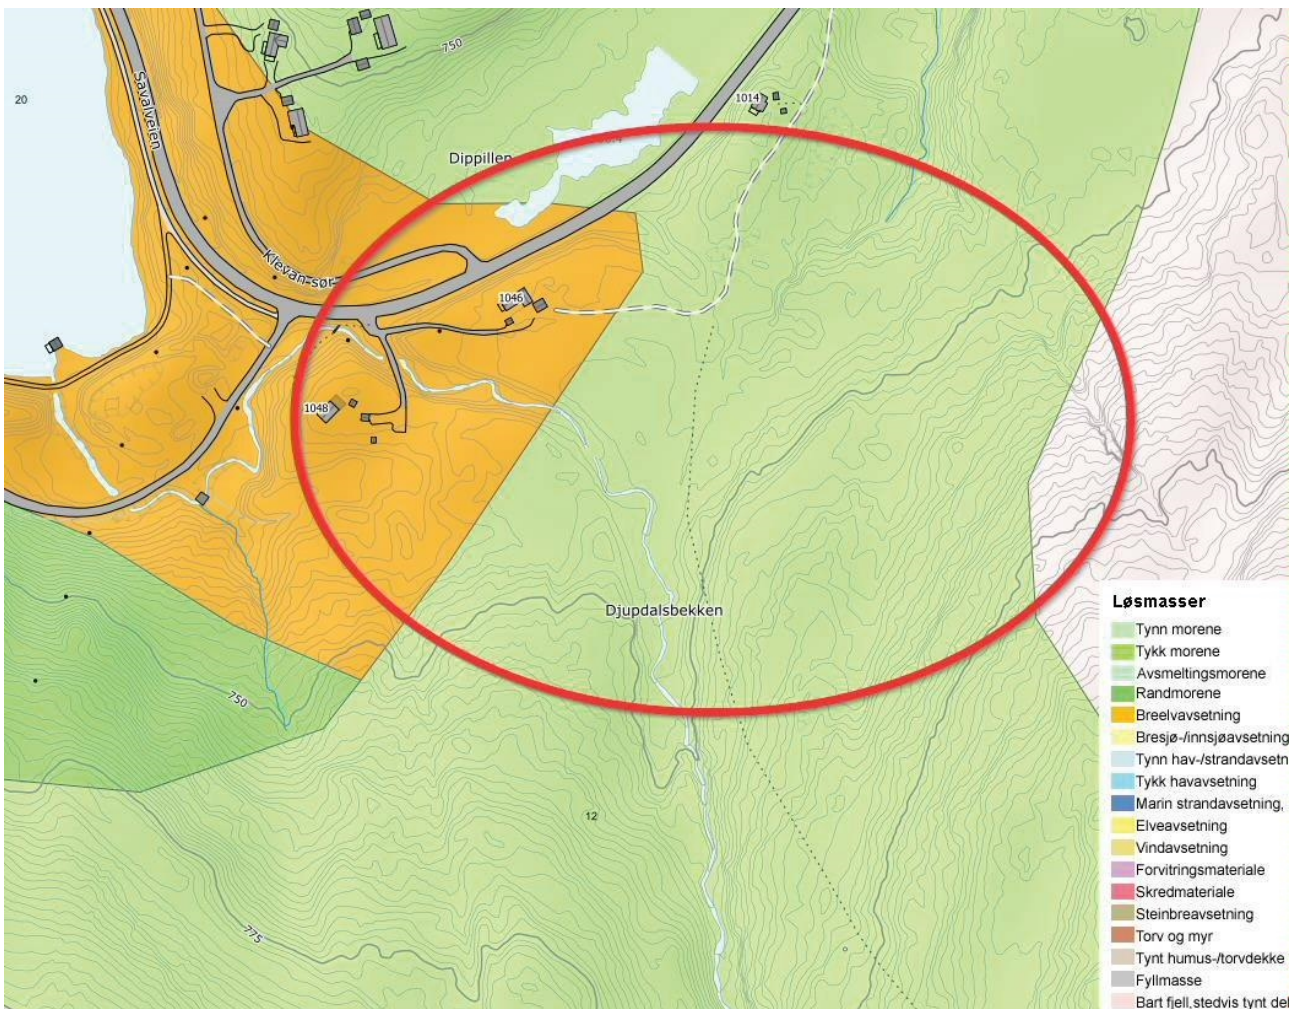 750
20
Savalveien
1014
Dippillen
Klevan sør
1046
1048
Djupdalsbekken
Løsmasser
Tynn morene
Tykk morene
Avsmeltingsmorene
Randmorene
Breelvavsetning
Bresjø-/innsjøavsetning
Tynn hav-/strandavsetn
Tykk havavsetning
Marin strandavsetning,
Elveavsetning
Vindavsetning
Forvitringsmateriale
Skredmateriale
Steinbreavsetning
Torv og myr
Tynt humus-/torvdekke
Fyllmasse
Bart fjell,stedvis tynt del
750
12
775